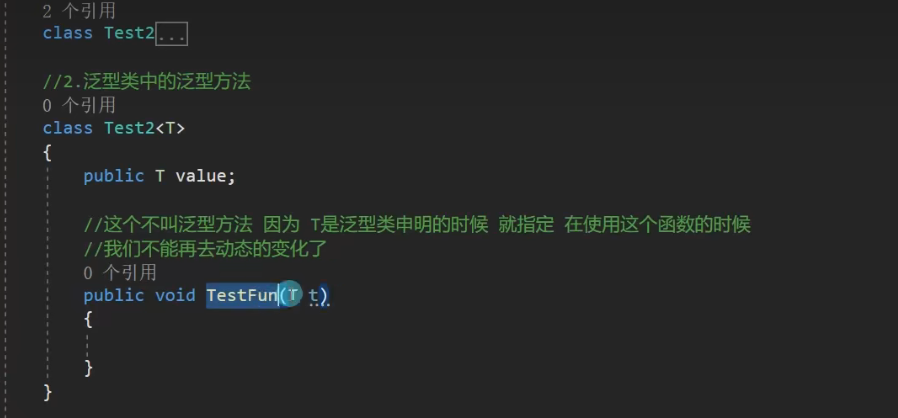 2 个引用
class Test2...
//2.泛型类中的泛型方法
0 个引用
class Test2<T>
{
public T value;
//这个不叫泛型方法 因为 T是泛型类申明的时候 就指定 在使用这个函数的时候
//我们不能再去动态的变化了
0 个引用
public void TestFun(T t)
{
}
}